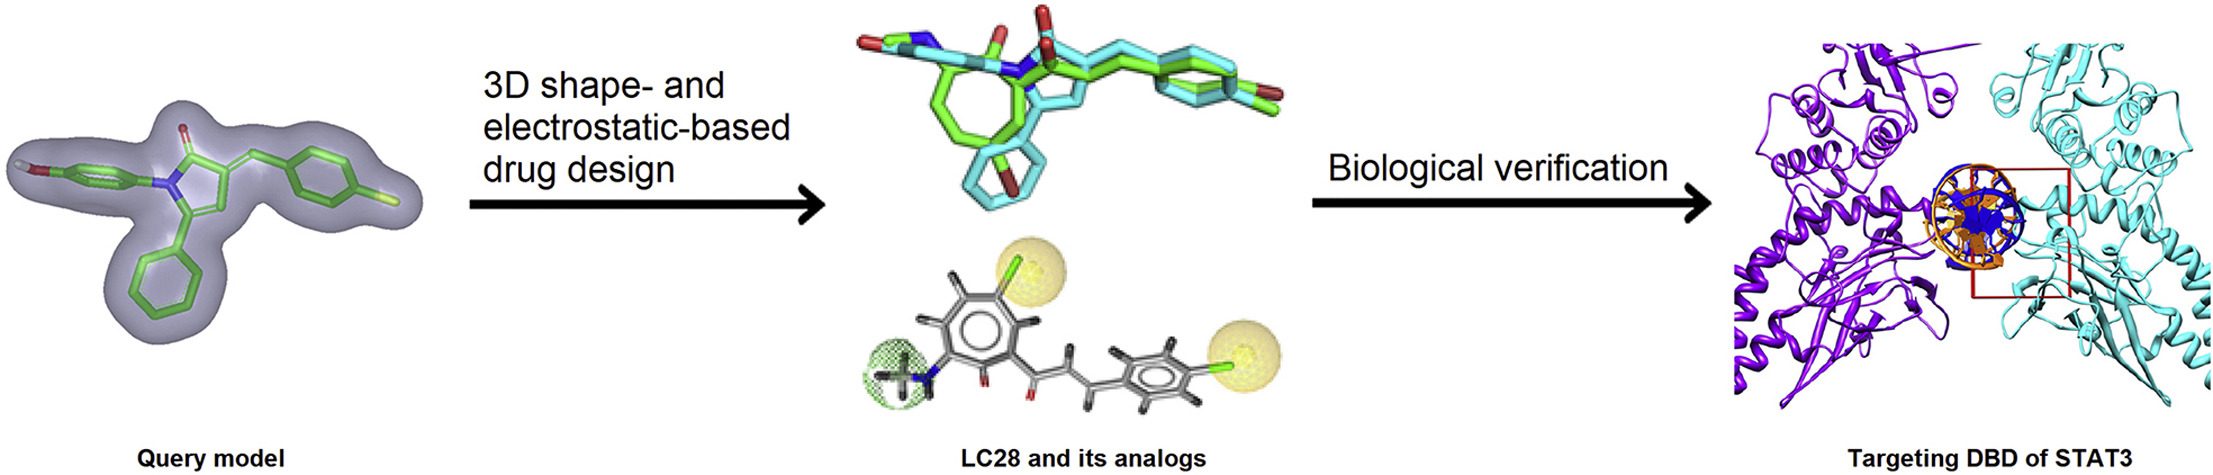 3D shape- and
electrostatic-based
drug design
Biological verification
Query model
LC28 and its analogs
Targeting DBD of STAT3